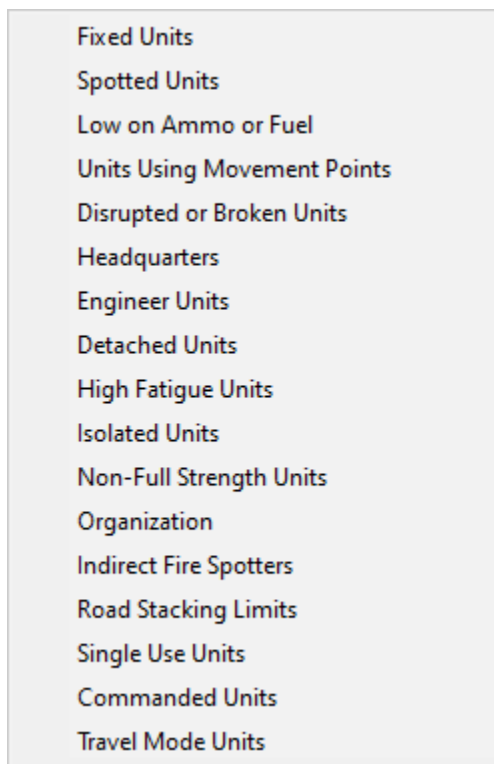 Fixed Units
Spotted Units
Low on Ammo or Fuel
Units Using Movement Points
Disrupted or Broken Units
Headquarters
Engineer Units
Detached Units
High Fatigue Units
Isolated Units
Non-Full Strength Units
Organization
Indirect Fire Spotters
Road Stacking Limits
Single Use Units
Commanded Units
Travel Mode Units